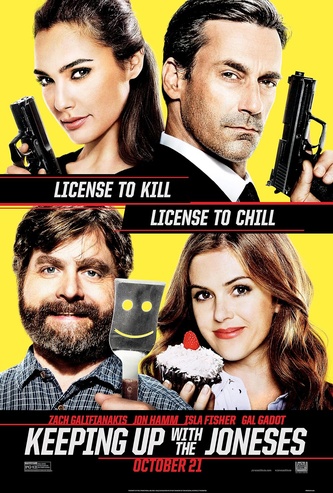 LICENSE TO KILL
LICENSE TO CHILL
ZACH GALIFIANAKIS JON HAMM ISLA FISHER GAL GADOT
KEEPING UP WITH THE JONESES
OCTOBER 21